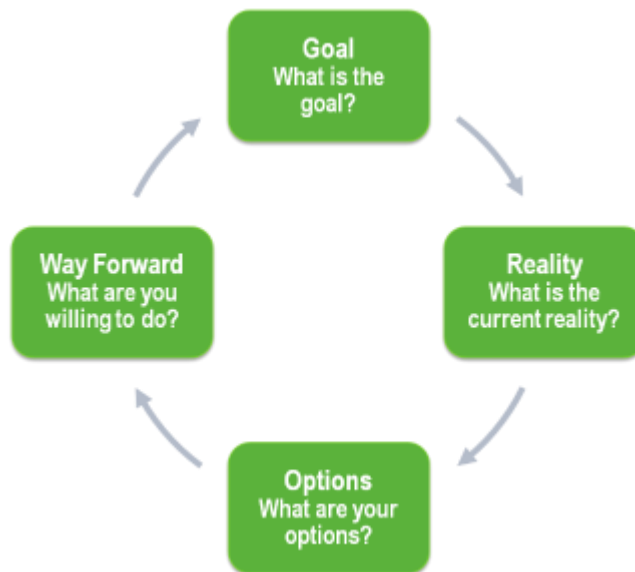 Goal
What is the
goal?
Reality
What is the
current reality?
Options
What are your
options?
Way Forward
What are you
willing to do?